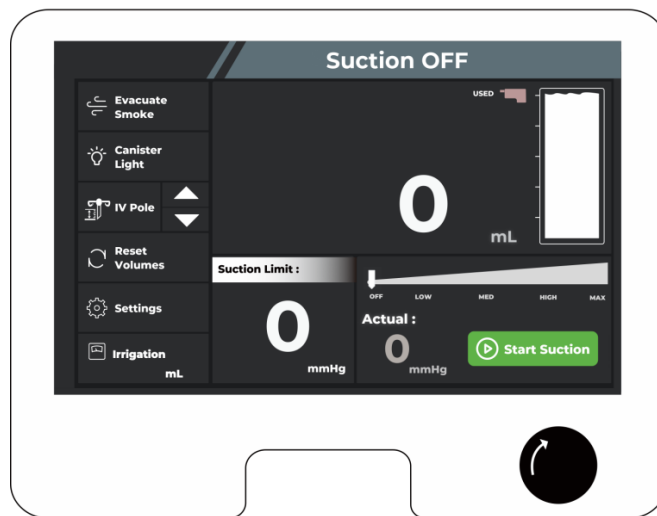 Suction OFF
Evacuate
Smoke
Canister
Light
IV Pole
Reset
Volumes
Settings
Irrigation
mL
USED
0
mL
Suction Limit :
0
mmHg
OFF LOW MED HIGH MAX
Actual :
0
mmHg
Start Suction